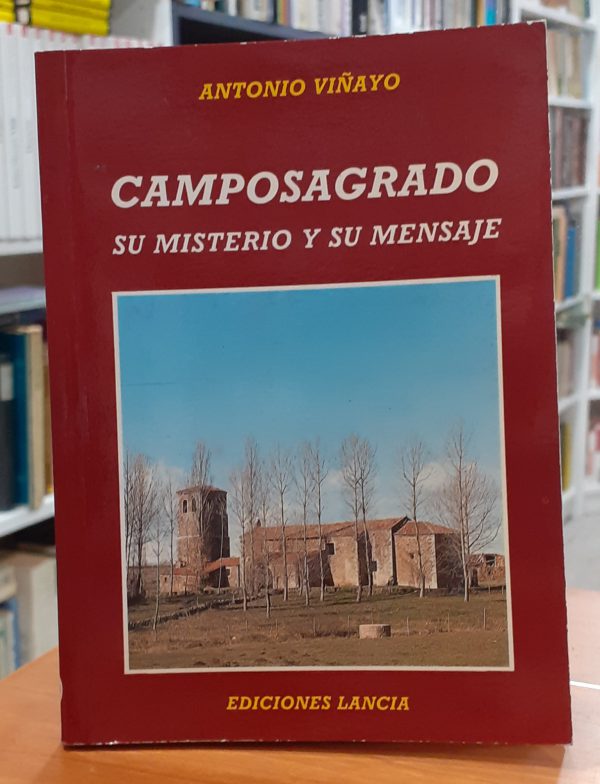 ANTONIO VIÑAYO
CAMPOSAGRADO
SU MISTERIO Y SU MENSAJE
EDICIONES LANCIA